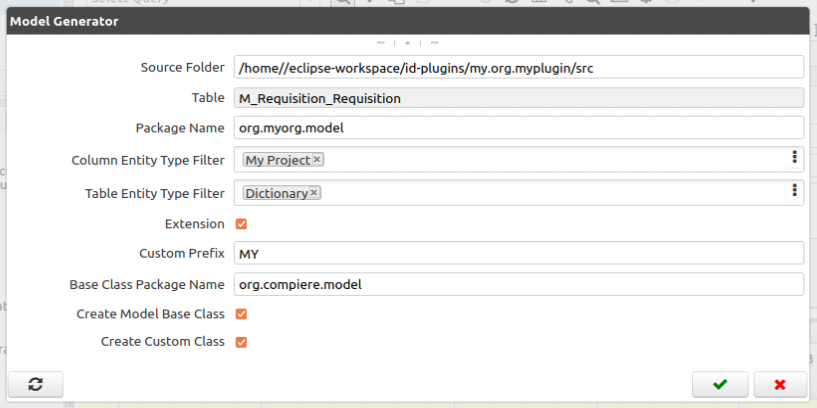 Select Query
Model Generator
Source Folder /home//eclipse-workspace/id-plugins/my.org.myplugin/src
Table M_Requisition_Requisition
Package Name org.myorg.model
Column Entity Type Filter My Project×
Table Entity Type Filter Dictionary×
Extension
Custom Prefix MY
Base Class Package Name org.compiere.model
Create Model Base Class
Create Custom Class